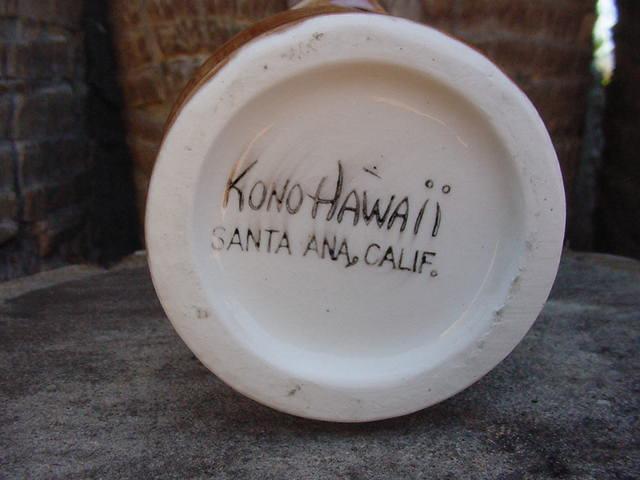 KONO HAWAII
SANTA ANA, CALIF.